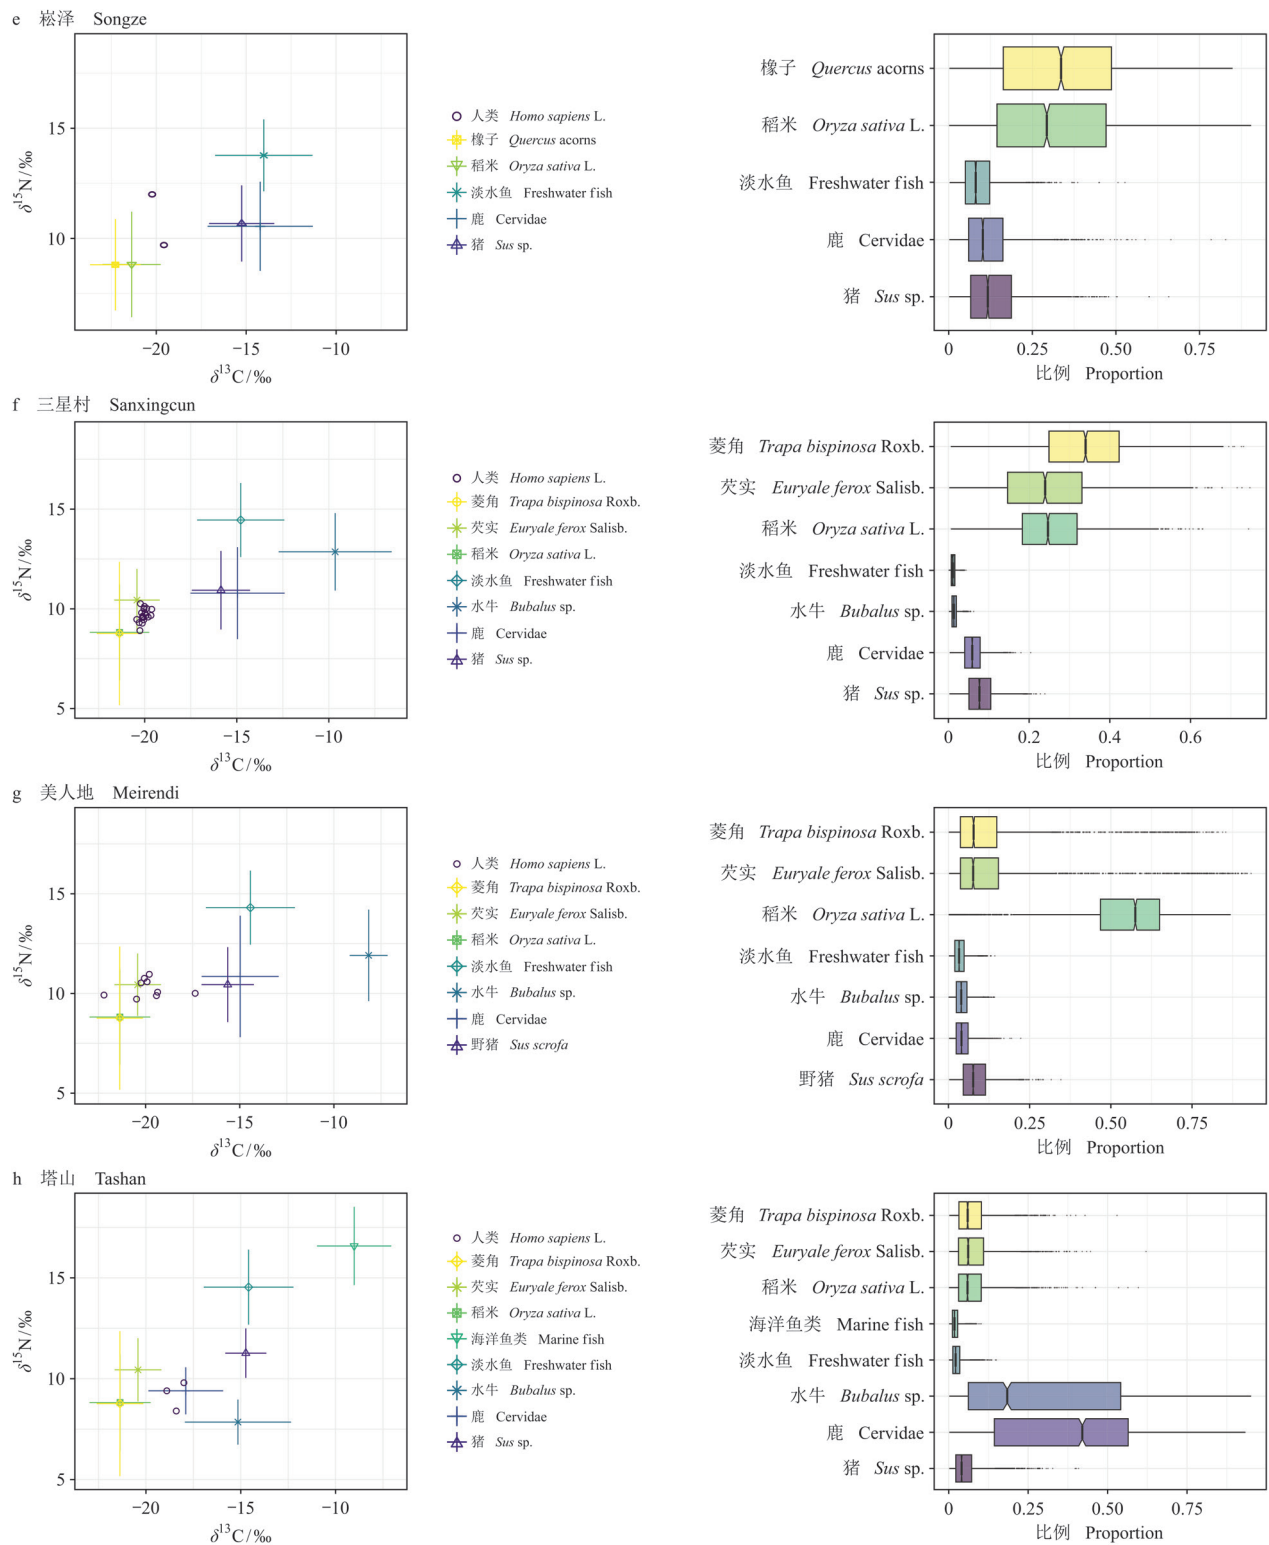 e 崧泽 Songze
15
10
δ15N/‰
−20 −15 −10
δ13C/‰
人类 Homo sapiens L.
橡子 Quercus acorns
稻米 Oryza sativa L.
淡水鱼 Freshwater fish
鹿 Cervidae
猪 Sus sp.
橡子 Quercus acorns
稻米 Oryza sativa L.
淡水鱼 Freshwater fish
鹿 Cervidae
猪 Sus sp.
0 0.25 0.50 0.75
比例 Proportion
f 三星村 Sanxingcun
15
10
5
δ15N/‰
−20 −15 −10
δ13C/‰
人类 Homo sapiens L.
菱角 Trapa bispinosa Roxb.
芡实 Euryale ferox Salisb.
稻米 Oryza sativa L.
淡水鱼 Freshwater fish
水牛 Bubalus sp.
鹿 Cervidae
猪 Sus sp.
菱角 Trapa bispinosa Roxb.
芡实 Euryale ferox Salisb.
稻米 Oryza sativa L.
淡水鱼 Freshwater fish
水牛 Bubalus sp.
鹿 Cervidae
猪 Sus sp.
0 0.2 0.4 0.6
比例 Proportion
g 美人地 Meirendi
15
10
5
δ15N/‰
−20 −15 −10
δ13C/‰
人类 Homo sapiens L.
菱角 Trapa bispinosa Roxb.
芡实 Euryale ferox Salisb.
稻米 Oryza sativa L.
淡水鱼 Freshwater fish
水牛 Bubalus sp.
鹿 Cervidae
野猪 Sus scrofa
菱角 Trapa bispinosa Roxb.
芡实 Euryale ferox Salisb.
稻米 Oryza sativa L.
淡水鱼 Freshwater fish
水牛 Bubalus sp.
鹿 Cervidae
野猪 Sus scrofa
0 0.25 0.50 0.75
比例 Proportion
h 塔山 Tashan
15
10
5
δ15N/‰
−20 −15 −10
δ13C/‰
人类 Homo sapiens L.
菱角 Trapa bispinosa Roxb.
芡实 Euryale ferox Salisb.
稻米 Oryza sativa L.
海洋鱼类 Marine fish
淡水鱼 Freshwater fish
水牛 Bubalus sp.
鹿 Cervidae
猪 Sus sp.
菱角 Trapa bispinosa Roxb.
芡实 Euryale ferox Salisb.
稻米 Oryza sativa L.
海洋鱼类 Marine fish
淡水鱼 Freshwater fish
水牛 Bubalus sp.
鹿 Cervidae
猪 Sus sp.
0 0.25 0.50 0.75
比例 Proportion